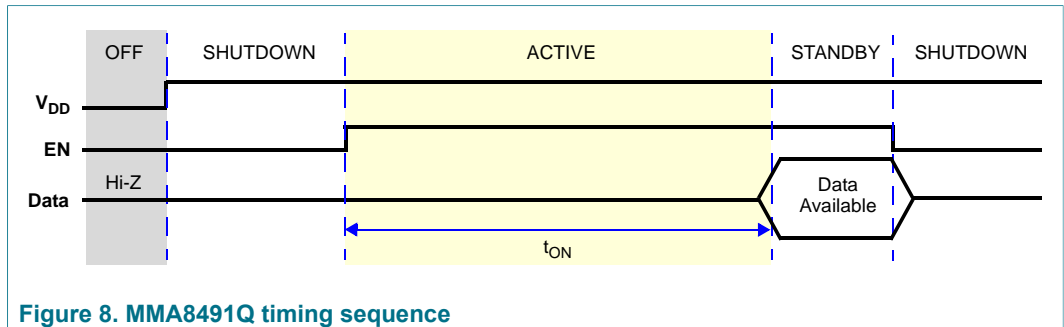 OFF SHUTDOWN ACTIVE STANDBY SHUTDOWN
VDD
EN
Hi-Z
Data
Data
Available
tON
Figure 8. MMA8491Q timing sequence